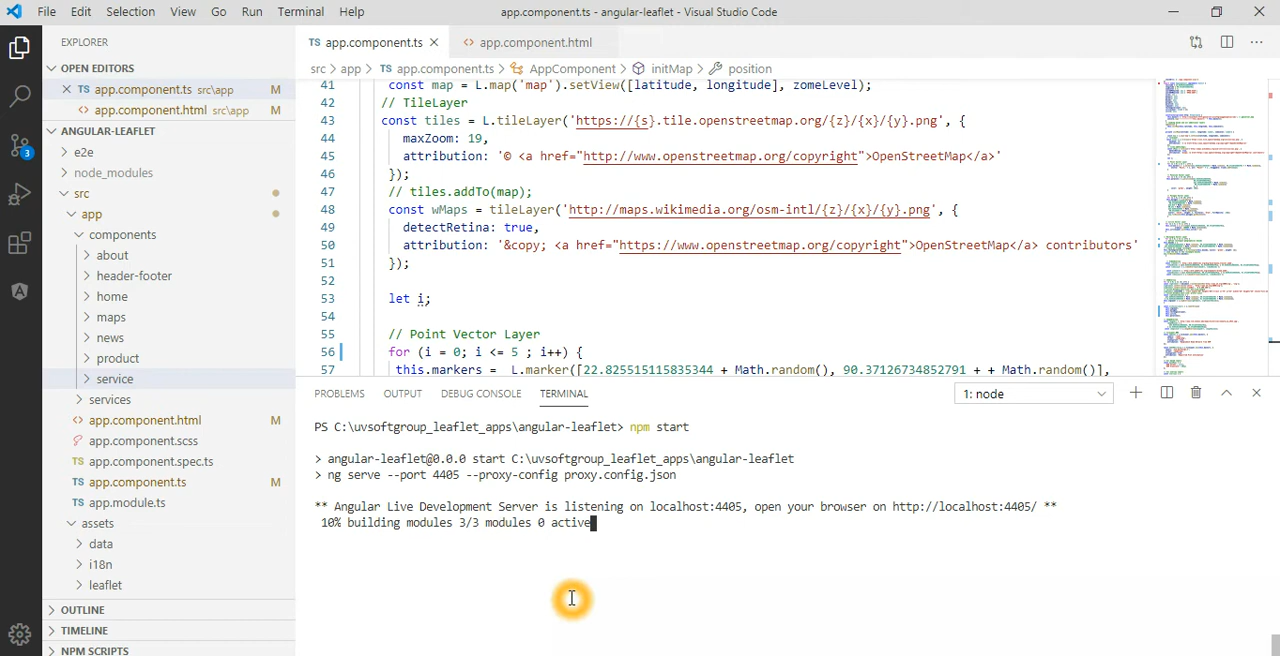 File Edit Selection View Go Run Terminal Help app.component.ts - angular-leaflet - Visual Studio Code
EXPLORER
OPEN EDITORS
TS app.component.ts src\app M
<> app.component.html src\app M
ANGULAR-LEAFLET
e2e
node_modules
src
app
components
about
header-footer
home
maps
news
product
service
services
<> app.component.html M
app.component.scss
TS app.component.spec.ts
TS app.component.ts M
TS app.module.ts
assets
data
i18n
leaflet
OUTLINE
TIMELINE
NPM SCRIPTS
3
TS app.component.ts <> app.component.html
src > app > TS app.component.ts > AppComponent > initMap > position
41 const map = L.map('map').setView([latitude, longitude], zomeLevel);
42 // TileLayer
43 const tiles = L.tileLayer('https://{s}.tile.openstreetmap.org/{z}/{x}/{y}.png', {
44 maxZoom: 19,
45 attribution: '© <a href="http://www.openstreetmap.org/copyright">OpenStreetMap</a>'
46 });
47 // tiles.addTo(map);
48 const wMaps = tileLayer('http://maps.wikimedia.org/osm-intl/{z}/{x}/{y}.png', {
49 detectRetina: true,
50 attribution: '&copy; <a href="https://www.openstreetmap.org/copyright">OpenStreetMap</a> contributors'
51 });
52
53 let i;
54
55 // Point Vector Layer
56 for (i = 0; i <= 5 ; i++) {
57 this.marker = L.marker([22.825515115835344 + Math.random(), 90.37126734852791 + + Math.random()],
PROBLEMS OUTPUT DEBUG CONSOLE TERMINAL 1: node
PS C:\uvsoftgroup_leaflet_apps\angular-leaflet> npm start
> angular-leaflet@0.0.0 start C:\uvsoftgroup_leaflet_apps\angular-leaflet
> ng serve --port 4405 --proxy-config proxy.config.json
** Angular Live Development Server is listening on localhost:4405, open your browser on http://localhost:4405/ **
10% building modules 3/3 modules 0 active